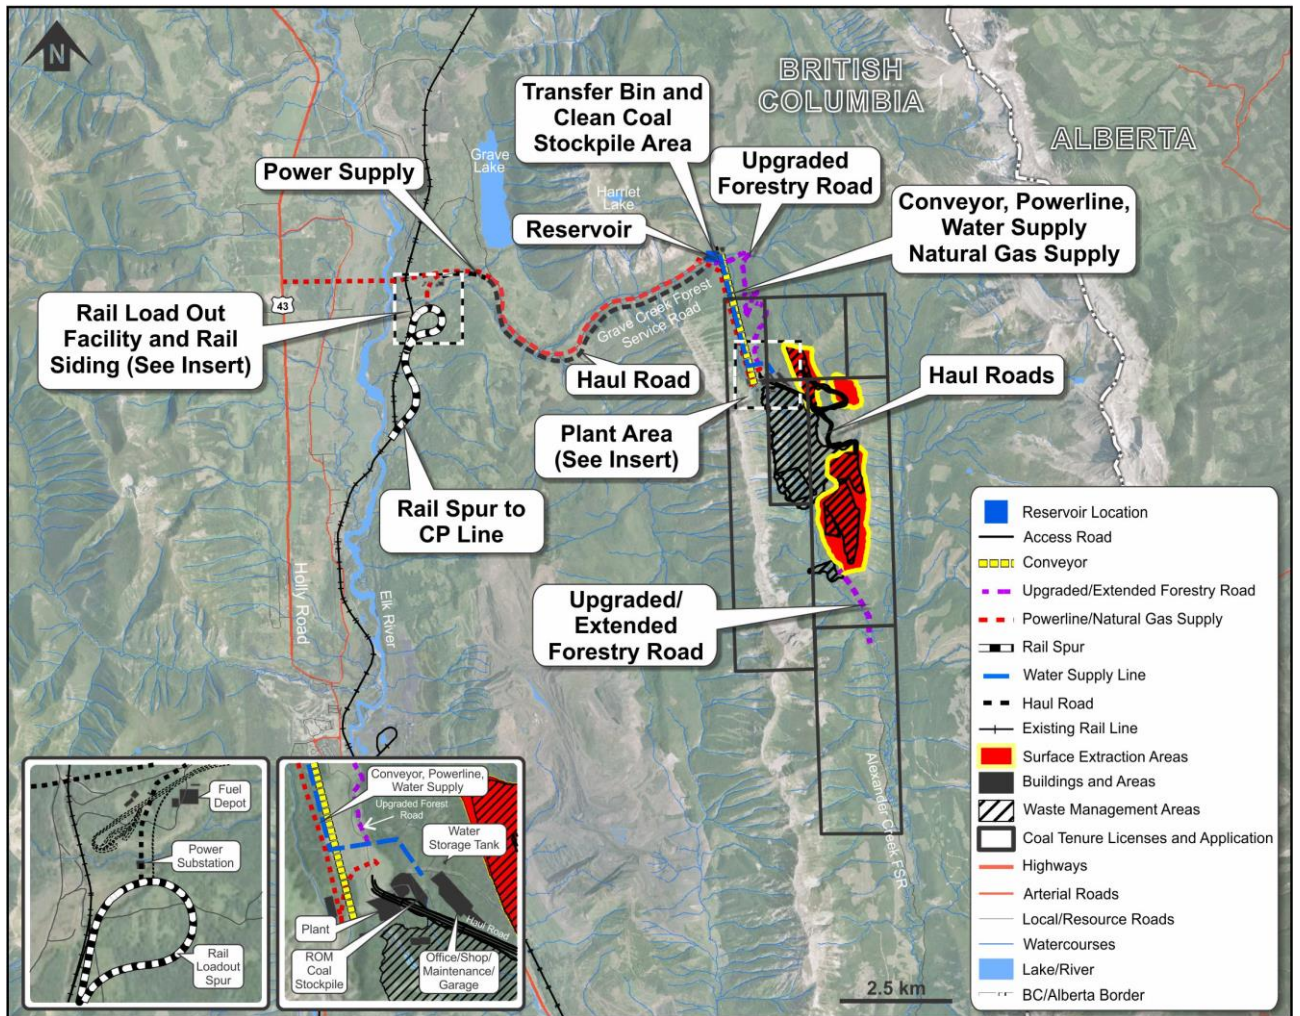 N
BRITISH
COLUMBIA
ALBERTA
Transfer Bin and
Clean Coal
Stockpile Area
Grave
Lake
Power Supply
Upgraded
Forestry Road
Harriet
Lake
Conveyor, Powerline,
Water Supply
Natural Gas Supply
Reservoir
43
Rail Load Out
Facility and Rail
Siding (See Insert)
Grave Creek Forest
Service Road
Haul Road
Haul Roads
Plant Area
(See Insert)
Rail Spur to
CP Line
Holly Road
Elk River
Upgraded/
Extended
Forestry Road
Alexander Creek FSR
Reservoir Location
Access Road
Conveyor
Upgraded/Extended Forestry Road
Powerline/Natural Gas Supply
Rail Spur
Water Supply Line
Haul Road
Existing Rail Line
Surface Extraction Areas
Buildings and Areas
Waste Management Areas
Coal Tenure Licenses and Application
Highways
Arterial Roads
Local/Resource Roads
Watercourses
Lake/River
BC/Alberta Border
2.5 km
Fuel
Depot
Power
Substation
Rail
Loadout
Spur
Conveyor, Powerline,
Water Supply
Upgraded Forest
Road
Water
Storage Tank
Plant
Haul Road
ROM
Coal
Stockpile
Office/Shop/
Maintenance/
Garage